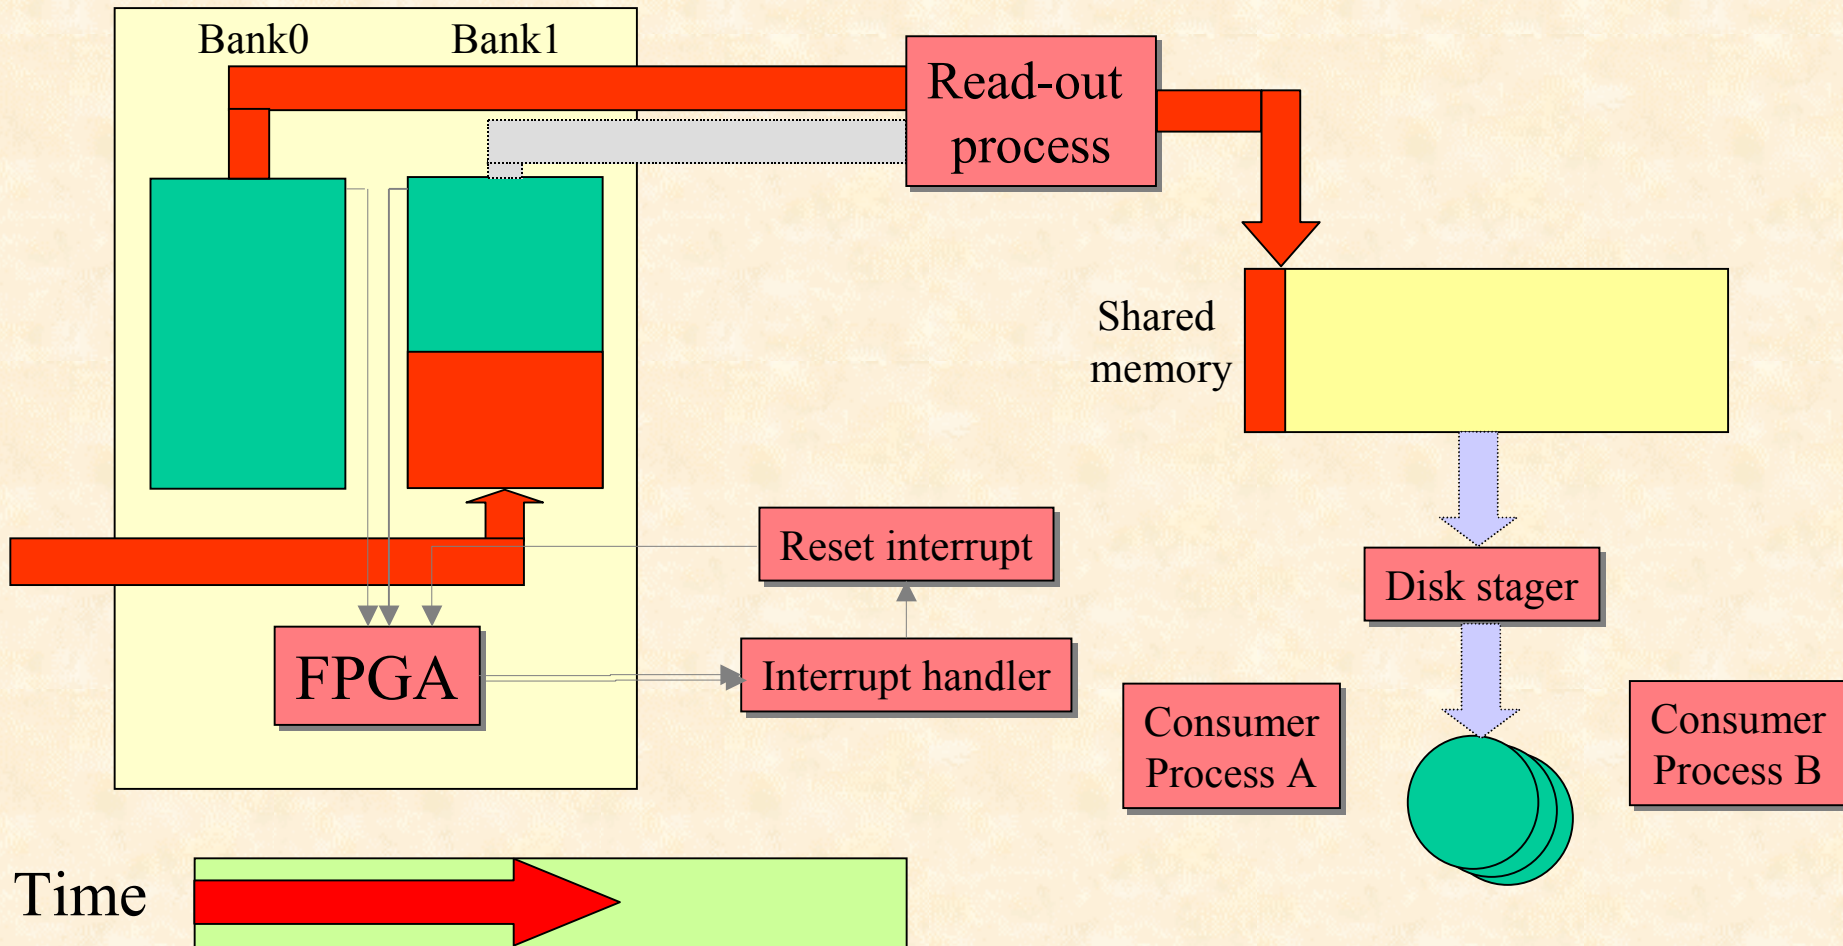 Bank0
Bank1
Read-out
process
Shared
memory
Reset interrupt
Disk stager
FPGA
Interrupt handler
Consumer
Process A
Consumer
Process B
Time